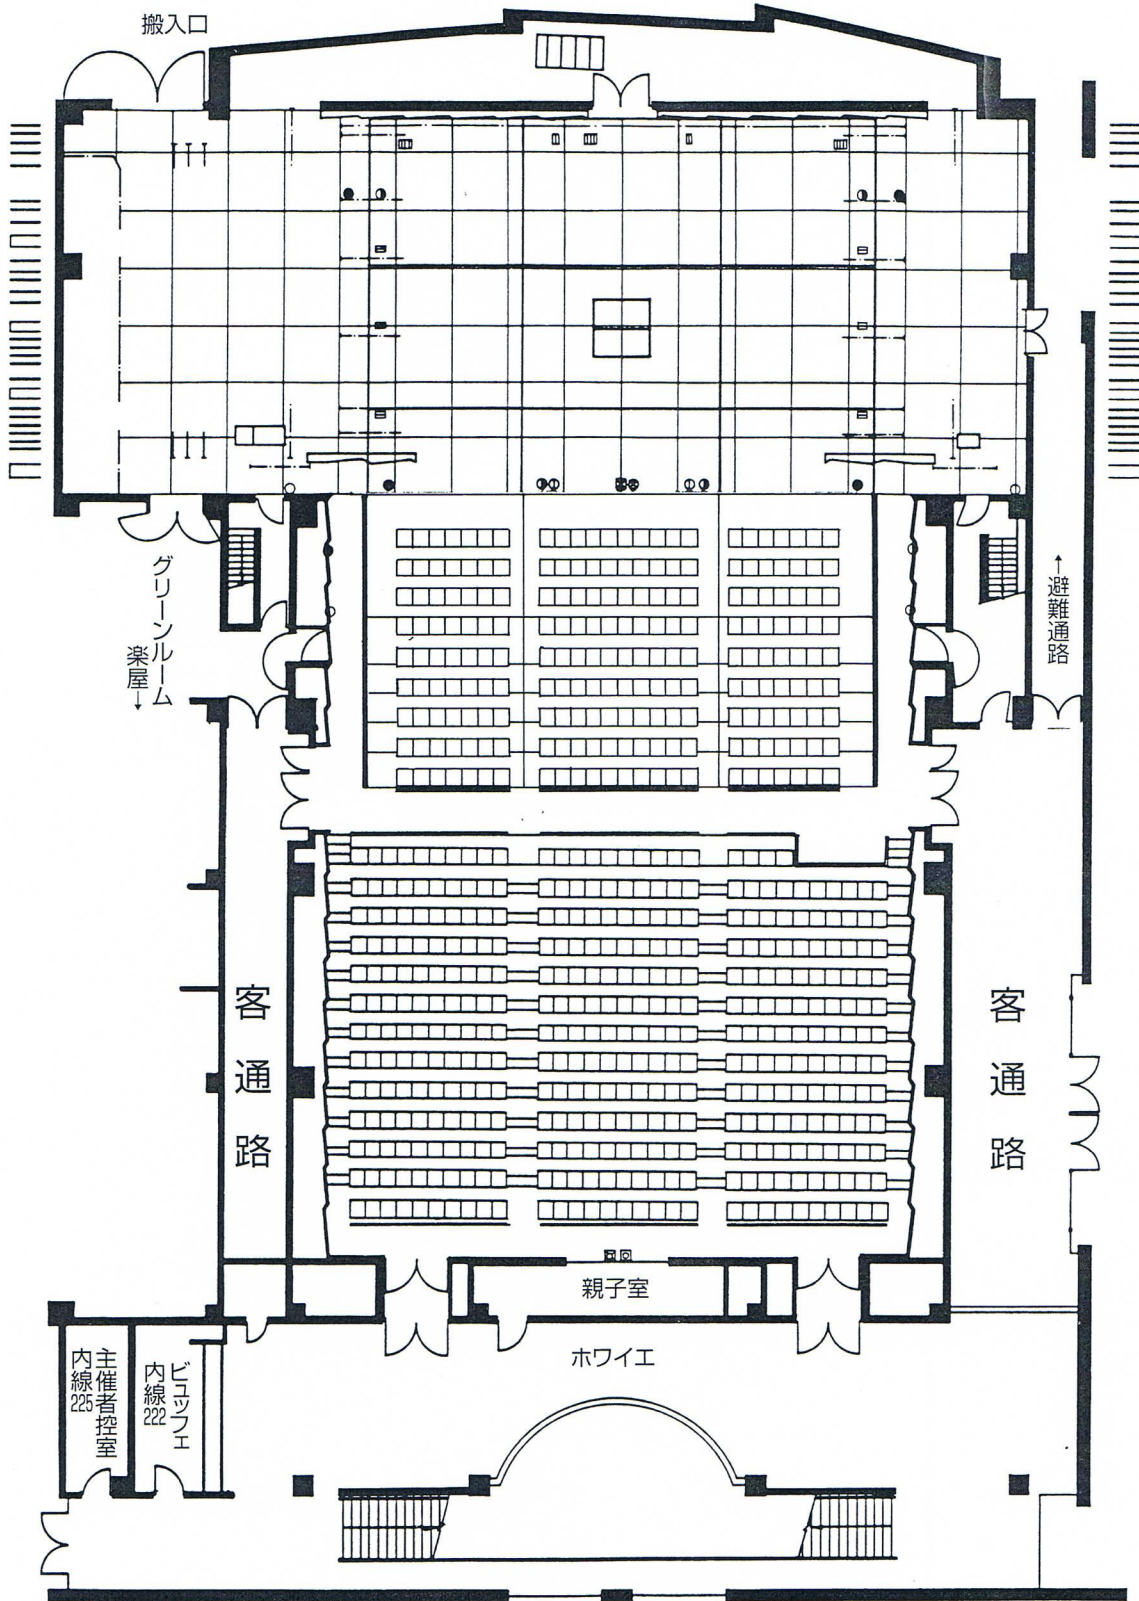 搬入口
グリーンルーム
楽屋→
←避難通路
客通路
客通路
親子室
ホワイエ
主催者控室
内線225
ビュッフェ
内線222